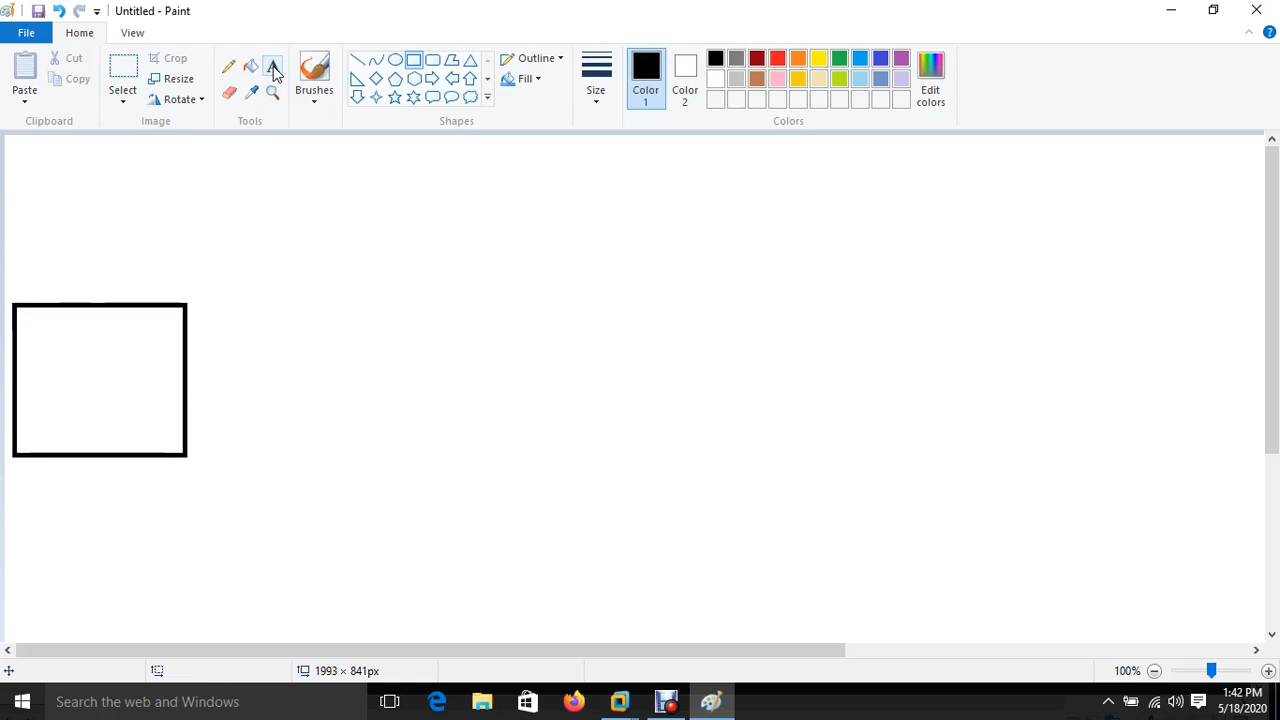 Untitled - Paint
File Home View
Paste
Cut
Copy
Clipboard
Select
Crop
Resize
Rotate
Image
A
Tools
Brushes
Outline
Fill
Shapes
Size
Color 1
Color 2
Edit colors
Colors
1993 × 841px
100%
Search the web and Windows
1:42 PM
5/18/2020